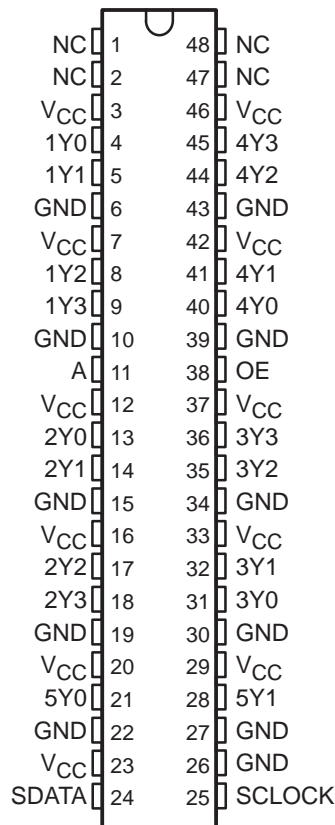 NC 1 48 NC
NC 2 47 NC
VCC 3 46 VCC
1Y0 4 45 4Y3
1Y1 5 44 4Y2
GND 6 43 GND
VCC 7 42 VCC
1Y2 8 41 4Y1
1Y3 9 40 4Y0
GND 10 39 GND
A 11 38 OE
VCC 12 37 VCC
2Y0 13 36 3Y3
2Y1 14 35 3Y2
GND 15 34 GND
VCC 16 33 VCC
2Y2 17 32 3Y1
2Y3 18 31 3Y0
GND 19 30 GND
VCC 20 29 VCC
5Y0 21 28 5Y1
GND 22 27 GND
VCC 23 26 GND
SDATA 24 25 SCLOCK